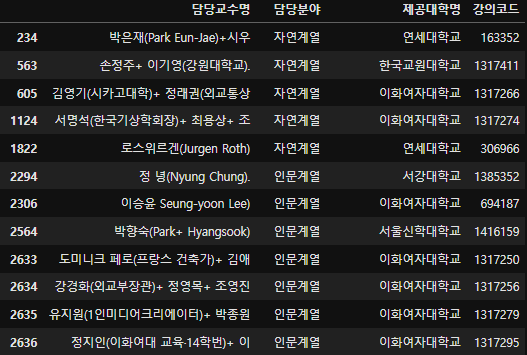 담당교수명 담당분야 제공대학명 강의코드
234 박은재(Park Eun-Jae)+시우 자연계열 연세대학교 163352
563 손정주+ 이기영(강원대학교). 자연계열 한국교원대학교 1317411
605 김영기(시카고대학)+ 정래권(외교통상 자연계열 이화여자대학교 1317266
1124 서명석(한국기상학회장)+ 최용상+ 조 자연계열 이화여자대학교 1317274
1822 로스위르겐(Jurgen Roth) 자연계열 연세대학교 306966
2294 정 녕(Nyung Chung). 인문계열 서강대학교 1385352
2306 이승윤 Seung-yoon Lee) 인문계열 이화여자대학교 694187
2564 박향숙(Park+ Hyangsook) 인문계열 서울신학대학교 1416159
2633 도미니크 페로(프랑스 건축가)+ 김애 인문계열 이화여자대학교 1317250
2634 강경화(외교부장관)+ 정영목+ 조영진 인문계열 이화여자대학교 1317256
2635 유지원(1인미디어크리에이터)+ 박종원 인문계열 이화여자대학교 1317279
2636 정지인(이화여대 교육·14학번)+ 이 인문계열 이화여자대학교 1317295